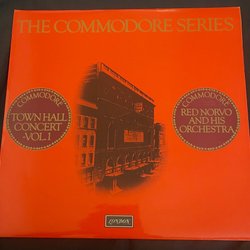 THE COMMODORE SERIES
COMMODORE
TOWN HALL
CONCERT
-VOL.1
COMMODORE
RED NORVO
AND HIS
ORCHESTRA
LONDON